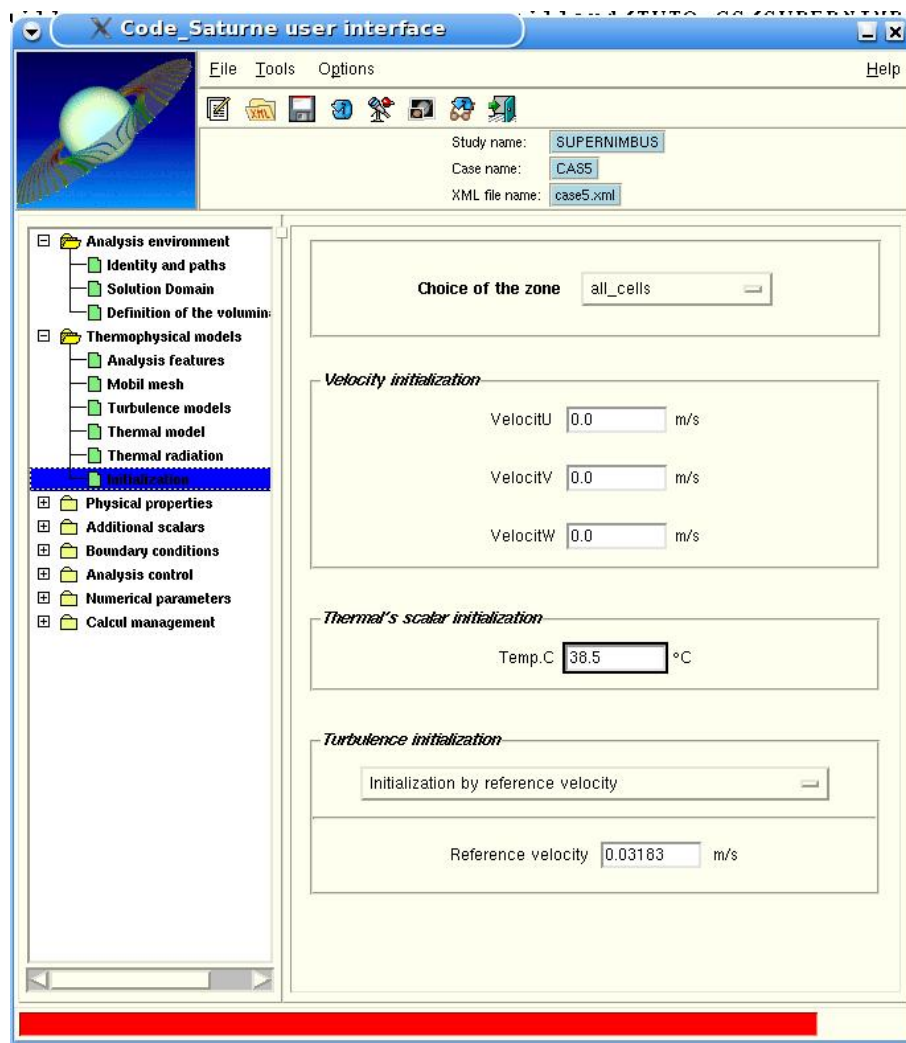 Code_Saturne user interface
File Tools Options Help
Study name: SUPERNIMBUS
Case name: CAS5
XML file name: case5.xml
Analysis environment
Identity and paths
Solution Domain
Definition of the volumin
Thermophysical models
Analysis features
Mobil mesh
Turbulence models
Thermal model
Thermal radiation
Initialization
Physical properties
Additional scalars
Boundary conditions
Analysis control
Numerical parameters
Calcul management
Choice of the zone all_cells
Velocity initialization
VelocitU 0.0 m/s
VelocitV 0.0 m/s
VelocitW 0.0 m/s
Thermal's scalar initialization
Temp.C 38.5 °C
Turbulence initialization
Initialization by reference velocity
Reference velocity 0.03183 m/s